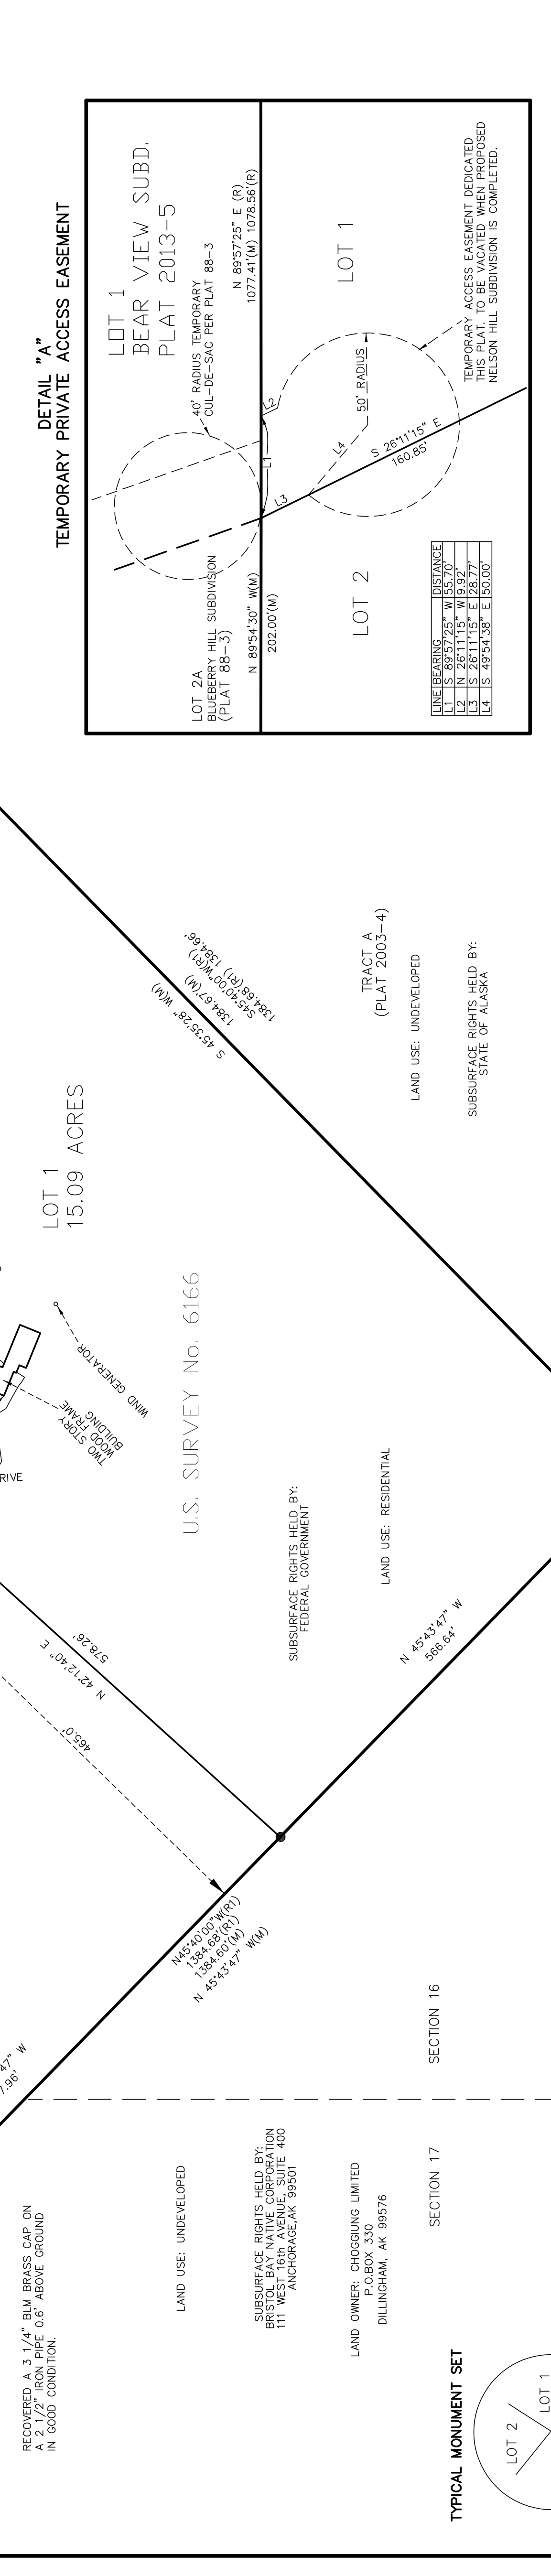 DETAIL "A"
TEMPORARY PRIVATE ACCESS EASEMENT
LOT 1
BEAR VIEW SUBD.
PLAT 2013-5
40' RADIUS TEMPORARY
CUL-DE-SAC PER PLAT 88-3
N 89°57'25" E (R)
1077.41'(M) 1078.56'(R)
LOT 2A
BLUEBERRY HILL SUBDIVISION
(PLAT 88-3)
N 89°54'30" W(M)
202.00'(M)
L1
L2
L3
L4
50' RADIUS
S 26°11'15" E
160.85'
LOT 1
LOT 2
TEMPORARY ACCESS EASEMENT DEDICATED
THIS PLAT. TO BE VACATED WHEN PROPOSED
NELSON HILL SUBDIVISION IS COMPLETED.
LINE BEARING DISTANCE
L1 S 89°57'25" W 55.70'
L2 N 26°11'15" W 9.92'
L3 S 26°11'15" E 28.77'
L4 S 49°54'38" E 50.00'
S 45°35'28" W(M)
1384.67'(M)
S45°40'00"W(R1) 1384.66'
1384.68'(R1)
TRACT A
(PLAT 2003-4)
LAND USE: UNDEVELOPED
SUBSURFACE RIGHTS HELD BY:
STATE OF ALASKA
LOT 1
15.09 ACRES
WIND GENERATOR
TWO STORY
WOOD FRAME
BUILDING
RIVE
U.S. SURVEY No. 6166
SUBSURFACE RIGHTS HELD BY:
FEDERAL GOVERNMENT
LAND USE: RESIDENTIAL
N 42°12'40" E
578.26'
465.0'
N 45°43'47" W
566.64'
N45°40'00"W(R1)
1384.68'(R1)
1384.60'(M)
N 45°43'47" W(M)
47" W
7.96'
SECTION 16
SECTION 17
RECOVERED A 3 1/4" BLM BRASS CAP ON
A 2 1/2" IRON PIPE 0.6' ABOVE GROUND
IN GOOD CONDITION.
LAND USE: UNDEVELOPED
SUBSURFACE RIGHTS HELD BY:
BRISTOL BAY NATIVE CORPORATION
111 WEST 16th AVENUE, SUITE 400
ANCHORAGE,AK 99501
LAND OWNER: CHOGGIUNG LIMITED
P.O.BOX 330
DILLINGHAM, AK 99576
TYPICAL MONUMENT SET
LOT 2
LOT 1